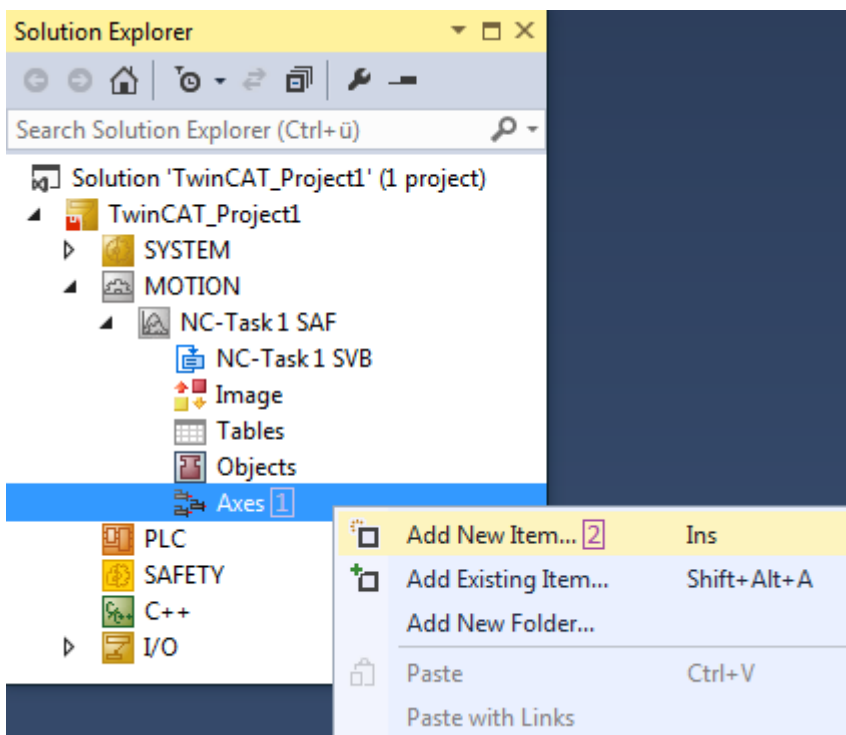 Solution Explorer
Search Solution Explorer (Ctrl+ü)
Solution 'TwinCAT_Project1' (1 project)
TwinCAT_Project1
SYSTEM
MOTION
NC-Task 1 SAF
NC-Task 1 SVB
Image
Tables
Objects
Axes 1
Add New Item... 2 Ins
PLC
SAFETY
Add Existing Item... Shift+Alt+A
C++
Add New Folder...
I/O
Paste Ctrl+V
Paste with Links